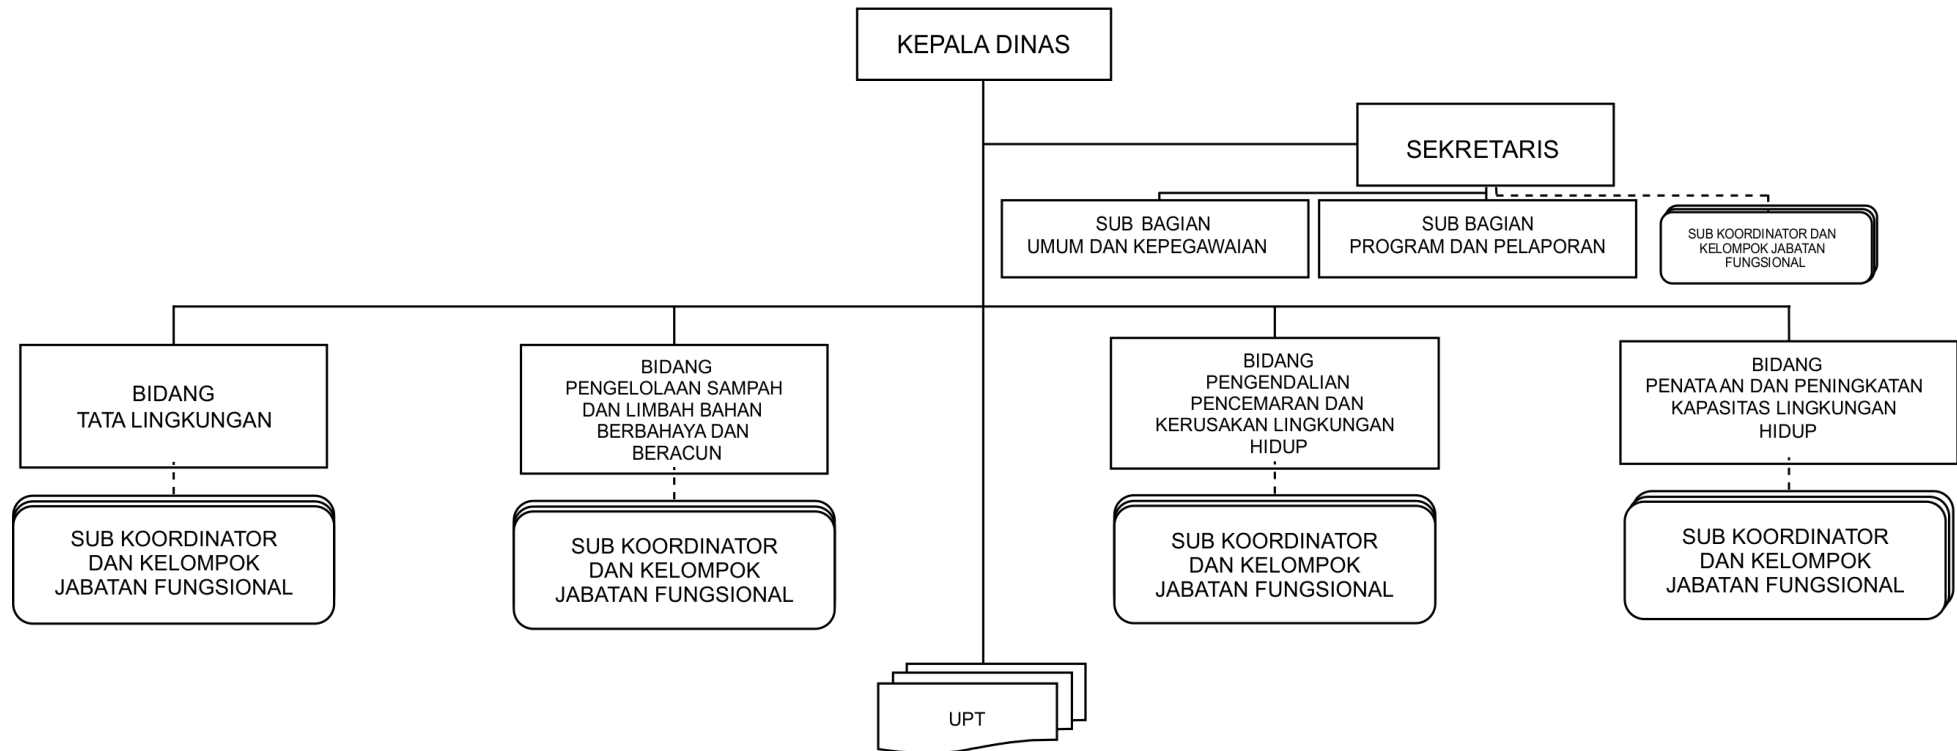 KEPALA DINAS
SEKRETARIS
SUB BAGIAN
UMUM DAN KEPEGAWAIAN
SUB BAGIAN
PROGRAM DAN PELAPORAN
SUB KOORDINATOR DAN
KELOMPOK JABATAN
FUNGSIONAL
BIDANG
TATA LINGKUNGAN
BIDANG
PENGELOLAAN SAMPAH
DAN LIMBAH BAHAN
BERBAHAYA DAN
BERACUN
BIDANG
PENGENDALIAN
PENCEMARAN DAN
KERUSAKAN LINGKUNGAN
HIDUP
BIDANG
PENATAAN DAN PENINGKATAN
KAPASITAS LINGKUNGAN
HIDUP
SUB KOORDINATOR
DAN KELOMPOK
JABATAN FUNGSIONAL
SUB KOORDINATOR
DAN KELOMPOK
JABATAN FUNGSIONAL
SUB KOORDINATOR
DAN KELOMPOK
JABATAN FUNGSIONAL
SUB KOORDINATOR
DAN KELOMPOK
JABATAN FUNGSIONAL
UPT